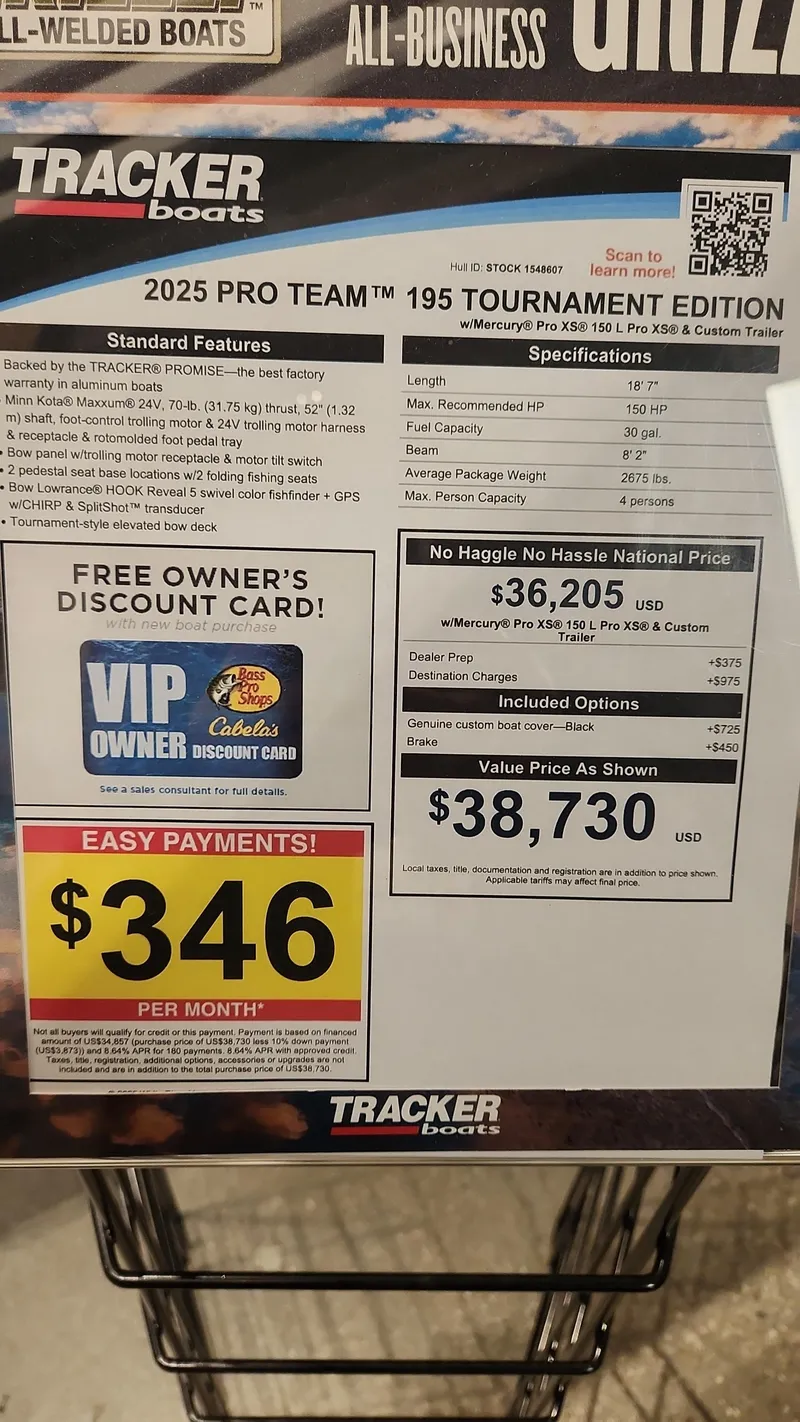 ™
LL-WELDED BOATS
ALL-BUSINESS
TRACKER
boats
Scan to
learn more!
Hull ID: STOCK 1548607
2025 PRO TEAM™ 195 TOURNAMENT EDITION
w/Mercury® Pro XS® 150 L Pro XS® & Custom Trailer
Standard Features
Backed by the TRACKER® PROMISE—the best factory
warranty in aluminum boats
Minn Kota® Maxxum® 24V, 70-lb. (31.75 kg) thrust, 52" (1.32
m) shaft, foot-control trolling motor & 24V trolling motor harness
& receptacle & rotomolded foot pedal tray
• Bow panel w/trolling motor receptacle & motor tilt switch
• 2 pedestal seat base locations w/2 folding fishing seats
• Bow Lowrance® HOOK Reveal 5 swivel color fishfinder + GPS
w/CHIRP & SplitShot™ transducer
• Tournament-style elevated bow deck
Specifications
Length 18' 7"
Max. Recommended HP 150 HP
Fuel Capacity 30 gal.
Beam 8' 2"
Average Package Weight 2675 lbs.
Max. Person Capacity 4 persons
FREE OWNER'S
DISCOUNT CARD!
with new boat purchase
VIP
OWNER DISCOUNT CARD
Bass
Pro
Shops
Cabela's
See a sales consultant for full details.
No Haggle No Hassle National Price
$36,205 USD
w/Mercury® Pro XS® 150 L Pro XS® & Custom
Trailer
Dealer Prep +$375
Destination Charges +$975
Included Options
Genuine custom boat cover—Black +$725
Brake +$450
Value Price As Shown
$38,730 USD
Local taxes, title, documentation and registration are in addition to price shown.
Applicable tariffs may affect final price.
EASY PAYMENTS!
$346
PER MONTH*
Not all buyers will qualify for credit or this payment. Payment is based on financed
amount of US$34,857 (purchase price of US$38,730 less 10% down payment
(US$3,873)) and 8.64% APR for 180 payments. 8.64% APR with approved credit.
Taxes, title, registration, additional options, accessories or upgrades are not
included and are in addition to the total purchase price of US$38,730.
TRACKER
boats